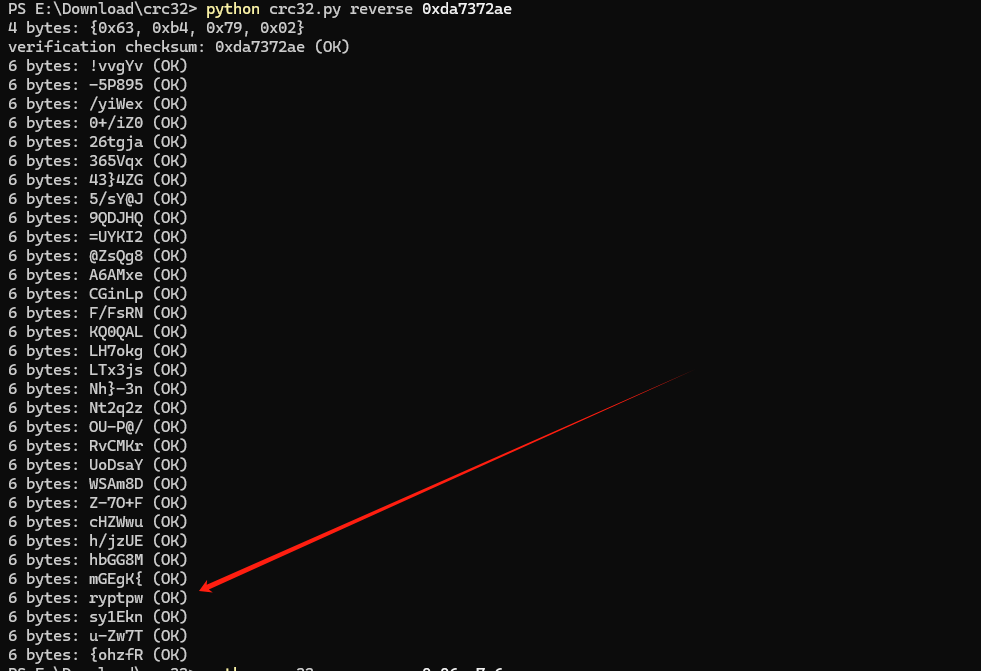 PS E:\Download\crc32> python crc32.py reverse 0xda7372ae
4 bytes: {0x63, 0xb4, 0x79, 0x02}
verification checksum: 0xda7372ae (OK)
6 bytes: !vvgYv (OK)
6 bytes: -5P895 (OK)
6 bytes: /yiWex (OK)
6 bytes: 0+/iZ0 (OK)
6 bytes: 26tgja (OK)
6 bytes: 365Vqx (OK)
6 bytes: 43}4ZG (OK)
6 bytes: 5/sY@J (OK)
6 bytes: 9QDJHQ (OK)
6 bytes: =UYKI2 (OK)
6 bytes: @ZsQg8 (OK)
6 bytes: A6AMxe (OK)
6 bytes: CGinLp (OK)
6 bytes: F/FsRN (OK)
6 bytes: KQ0QAL (OK)
6 bytes: LH7okg (OK)
6 bytes: LTx3js (OK)
6 bytes: Nh}-3n (OK)
6 bytes: Nt2q2z (OK)
6 bytes: OU-P@/ (OK)
6 bytes: RvCMKr (OK)
6 bytes: UoDsaY (OK)
6 bytes: WSAm8D (OK)
6 bytes: Z-7O+F (OK)
6 bytes: cHZWwu (OK)
6 bytes: h/jzUE (OK)
6 bytes: hbGG8M (OK)
6 bytes: mGEgK{ (OK)
6 bytes: ryptpw (OK)
6 bytes: sy1Ekn (OK)
6 bytes: u-Zw7T (OK)
6 bytes: {ohzfR (OK)